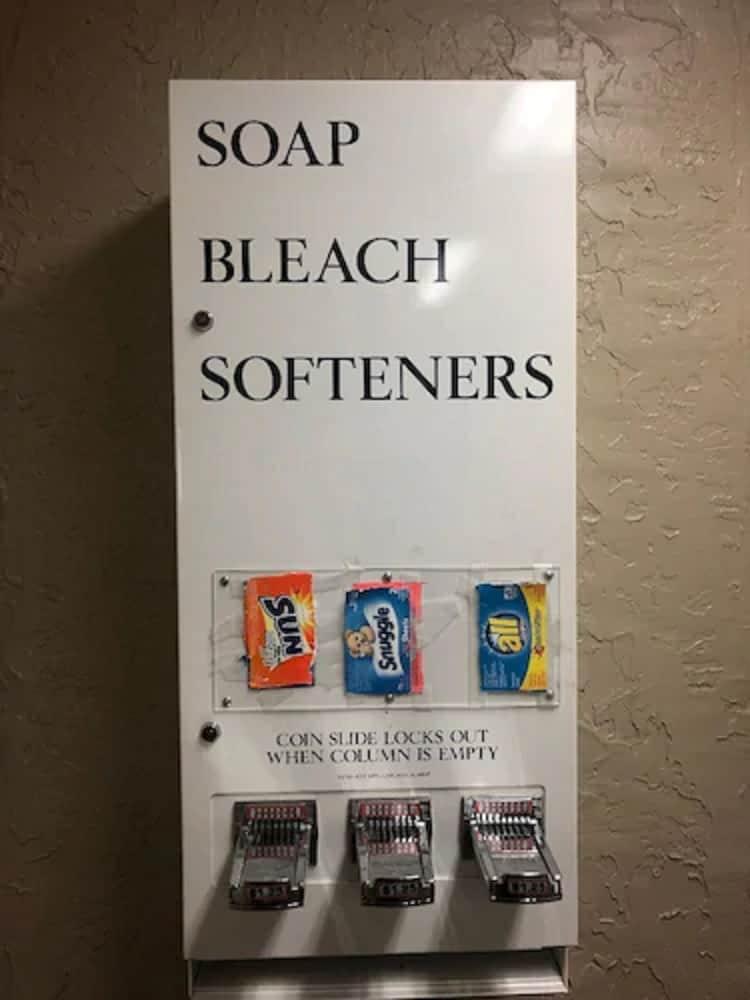 SOAP
BLEACH
SOFTENERS
SUN
Snuggle
all
COIN SLIDE LOCKS OUT
WHEN COLUMN IS EMPTY